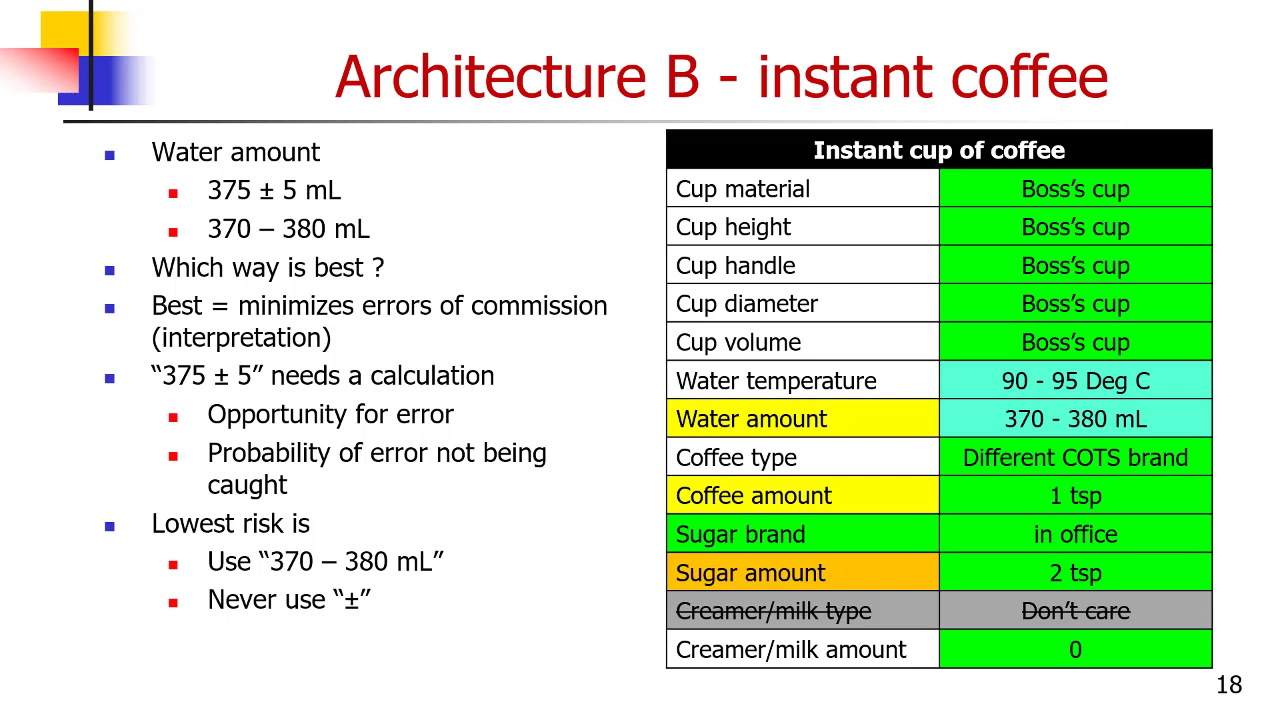 Architecture B - instant coffee
Water amount
375 ± 5 mL
370 – 380 mL
Which way is best ?
Best = minimizes errors of commission
(interpretation)
“375 ± 5” needs a calculation
Opportunity for error
Probability of error not being
caught
Lowest risk is
Use “370 – 380 mL”
Never use “±”
Instant cup of coffee
Cup material Boss’s cup
Cup height Boss’s cup
Cup handle Boss’s cup
Cup diameter Boss’s cup
Cup volume Boss’s cup
Water temperature 90 - 95 Deg C
Water amount 370 - 380 mL
Coffee type Different COTS brand
Coffee amount 1 tsp
Sugar brand in office
Sugar amount 2 tsp
Creamer/milk type Don’t care
Creamer/milk amount 0
18